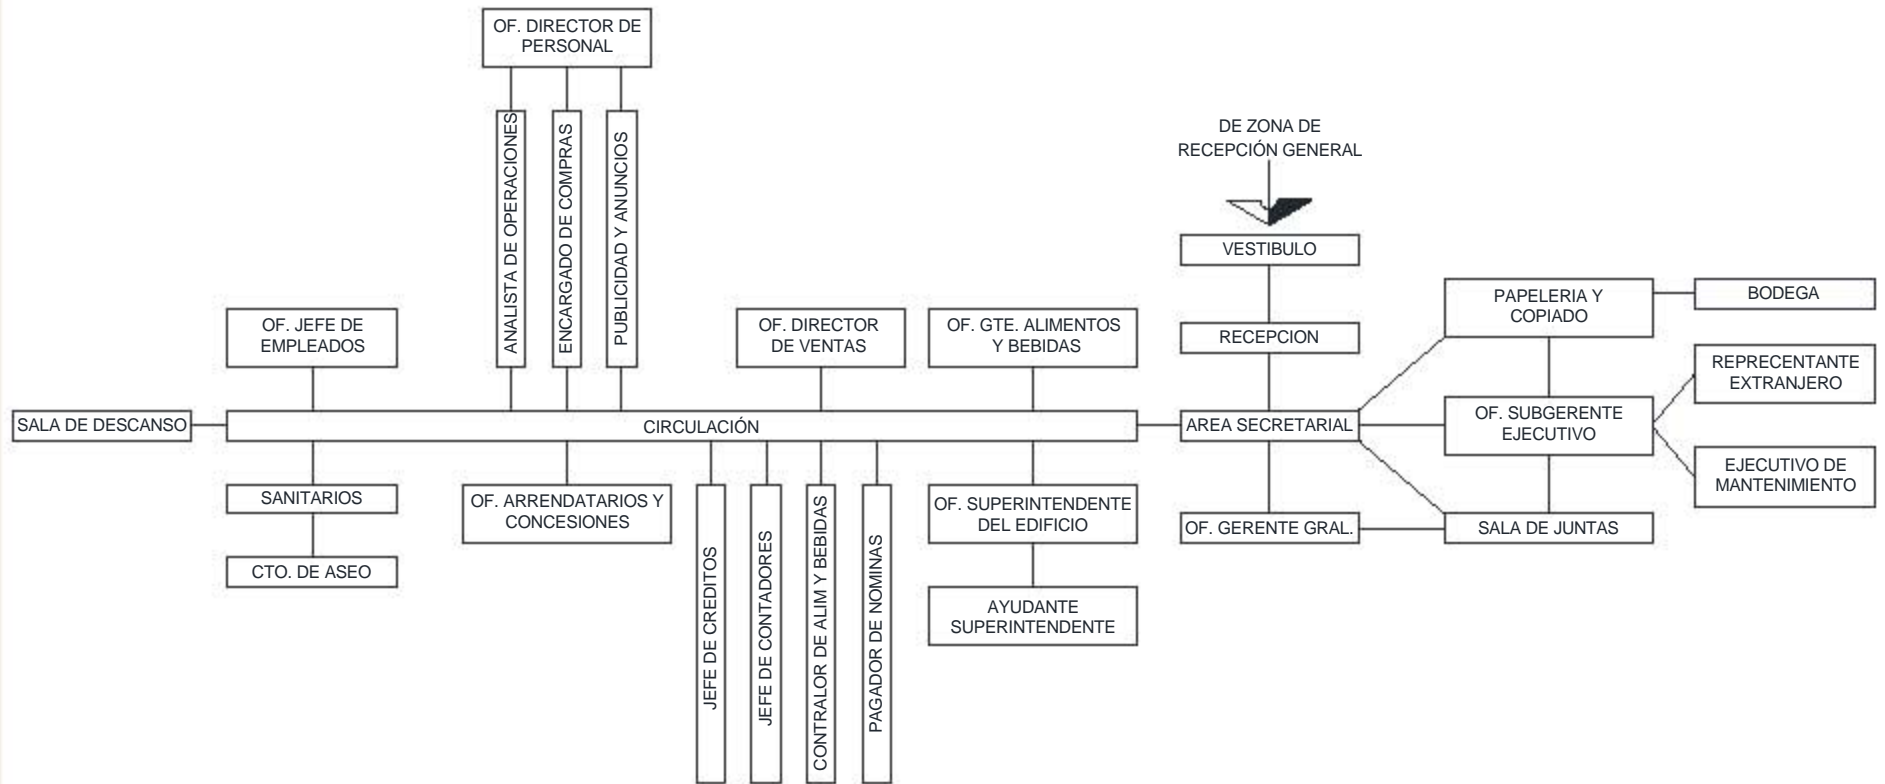 OF. DIRECTOR DE
PERSONAL
ANALISTA DE OPERACIONES
ENCARGADO DE COMPRAS
PUBLICIDAD Y ANUNCIOS
DE ZONA DE
RECEPCIÓN GENERAL
VESTIBULO
RECEPCION
PAPELERIA Y
COPIADO
BODEGA
OF. JEFE DE
EMPLEADOS
OF. DIRECTOR
DE VENTAS
OF. GTE. ALIMENTOS
Y BEBIDAS
REPRECENTANTE
EXTRANJERO
SALA DE DESCANSO
CIRCULACIÓN
AREA SECRETARIAL
OF. SUBGERENTE
EJECUTIVO
EJECUTIVO DE
MANTENIMIENTO
SANITARIOS
OF. ARRENDATARIOS Y
CONCESIONES
JEFE DE CREDITOS
JEFE DE CONTADORES
CONTRALOR DE ALIM Y BEBIDAS
PAGADOR DE NOMINAS
OF. SUPERINTENDENTE
DEL EDIFICIO
OF. GERENTE GRAL.
SALA DE JUNTAS
CTO. DE ASEO
AYUDANTE
SUPERINTENDENTE